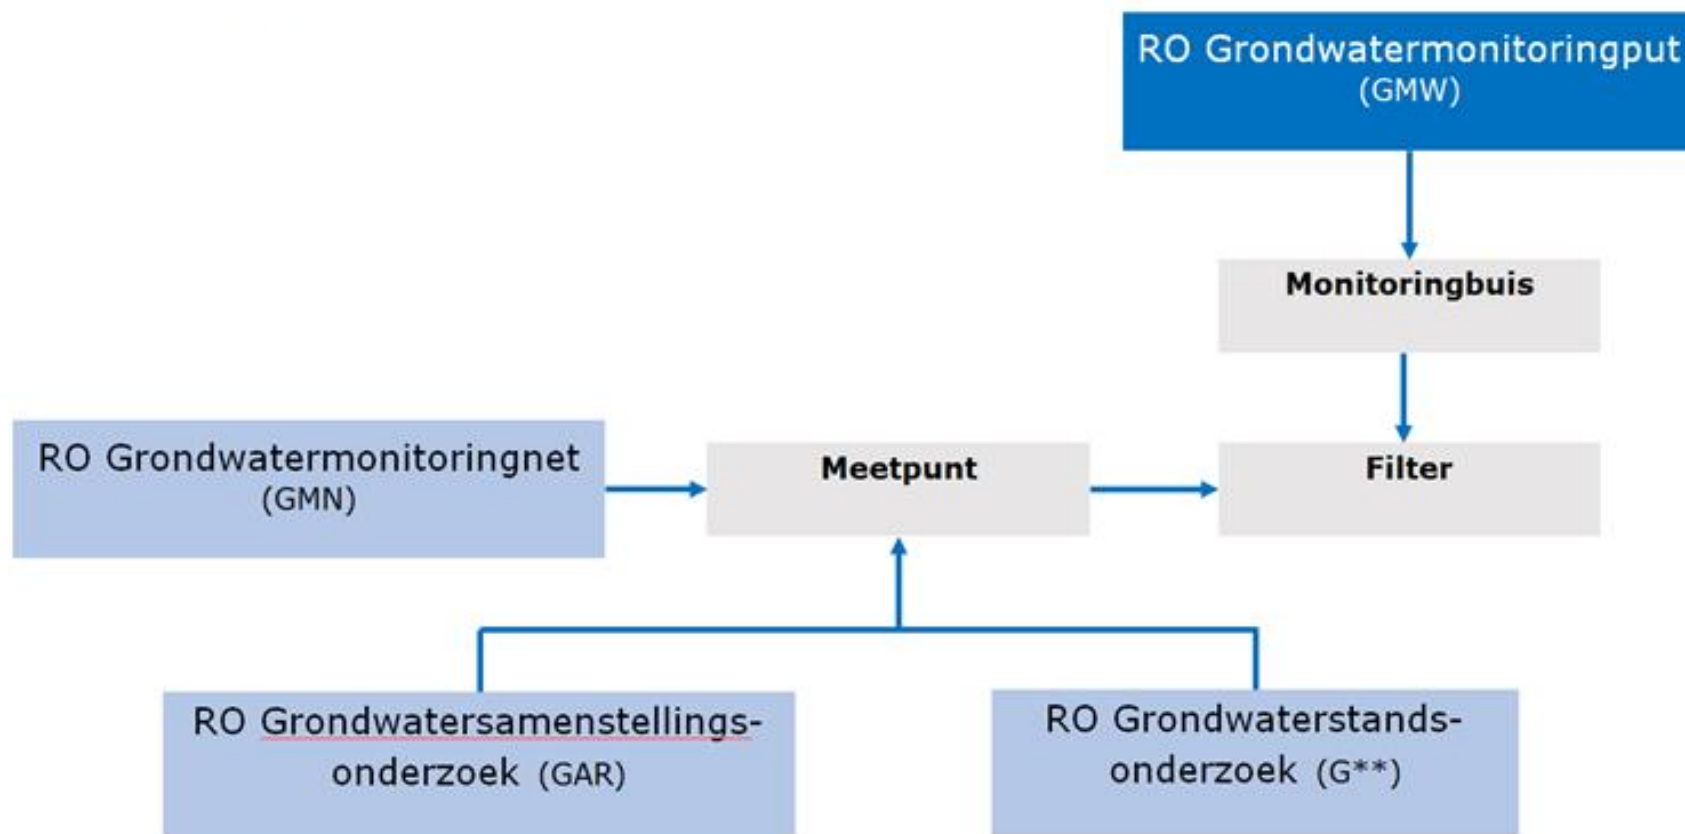 RO Grondwatermonitoringput
(GMW)
Monitoringbuis
RO Grondwatermonitoringnet
(GMN)
Meetpunt
Filter
RO Grondwatersamenstellings-
onderzoek (GAR)
RO Grondwaterstands-
onderzoek (G**)